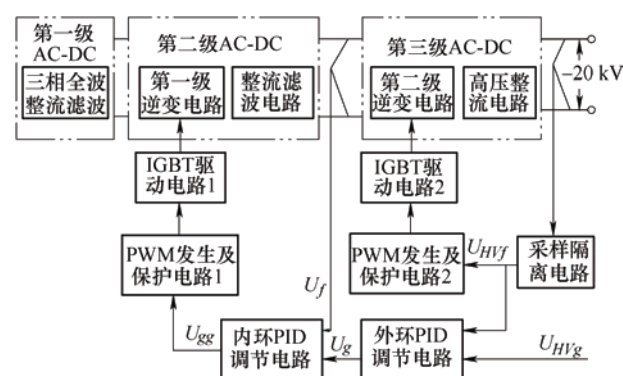 第一级
AC-DC
第二级AC-DC
第三级AC-DC
三相全波
整流滤波
第一级
逆变电路
整流滤
波电路
第二级
逆变电路
高压整
流电路
−20 kV
IGBT驱
动电路1
IGBT驱
动电路2
PWM发生及
保护电路1
U_f
PWM发生及
保护电路2
U_HVf
采样隔
离电路
U_gg
内环PID
调节电路
U_g
外环PID
调节电路
U_HVg